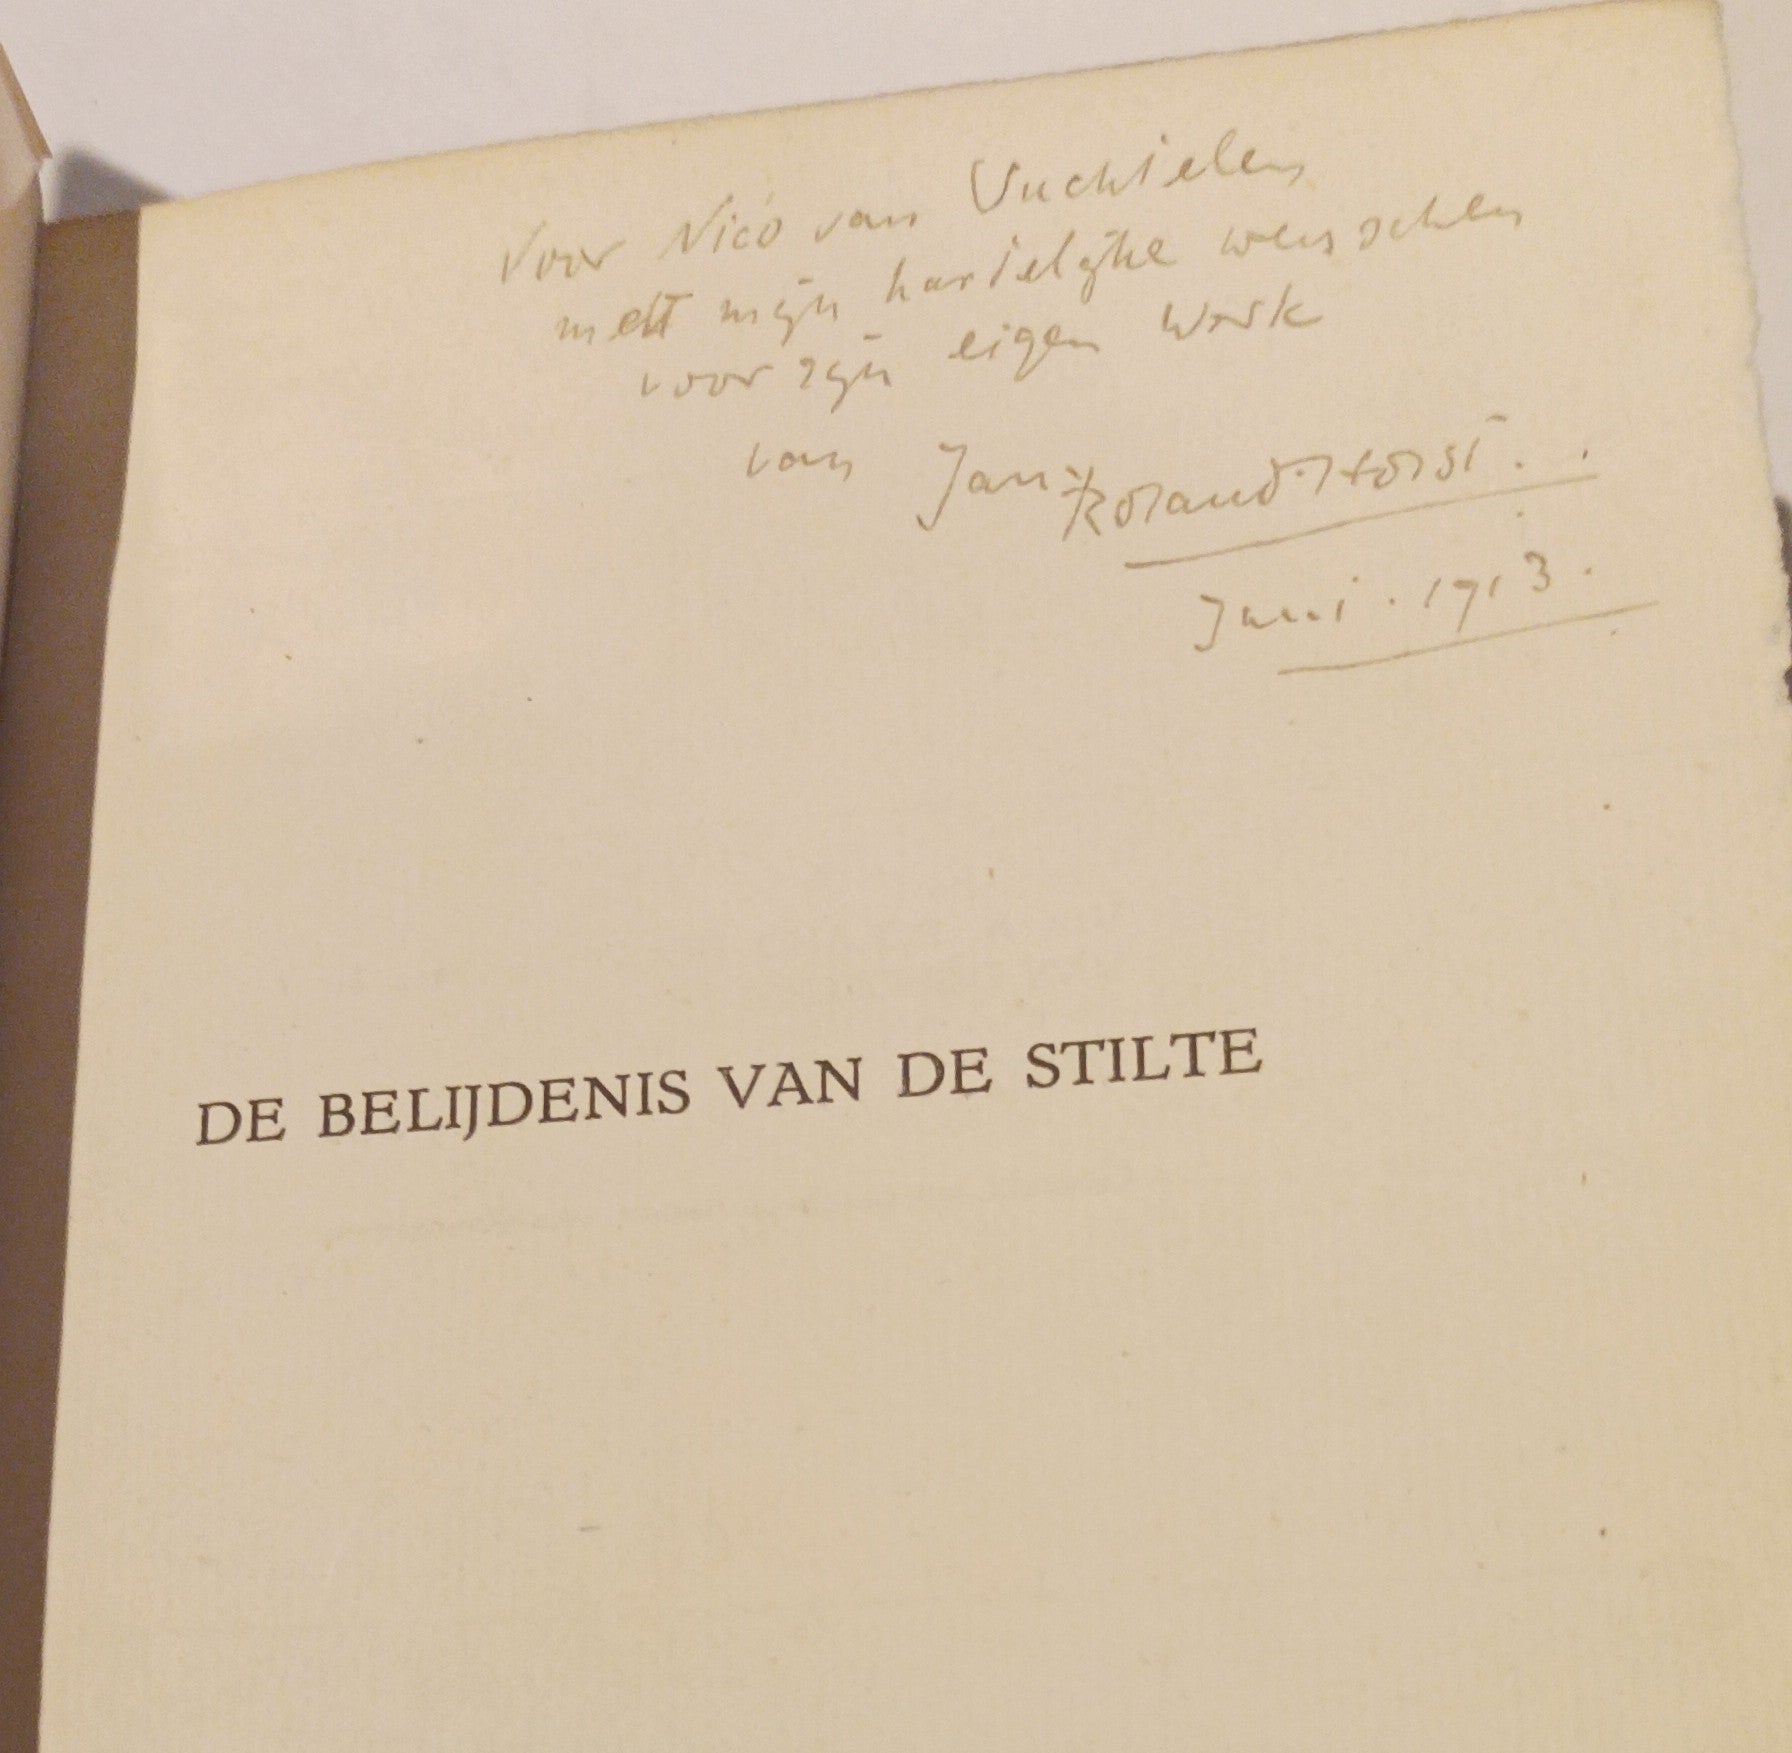 Voor Nico van Suchtelen
met mijn hartelijke wenschen
voor zijn eigen werk
van Jan R. Roland Holst.
Juni. 1913.
DE BELIJDENIS VAN DE STILTE